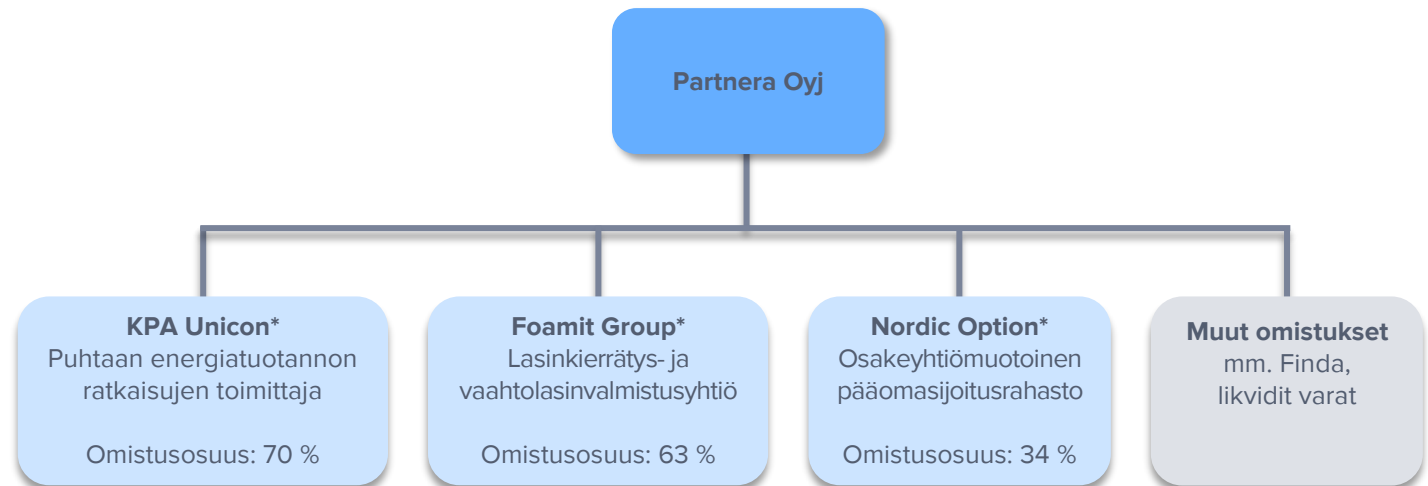 Partnera Oyj
KPA Unicon*
Puhtaan energiatuotannon
ratkaisujen toimittaja
Omistusosuus: 70 %
Foamit Group*
Lasinkierrätys- ja
vaahtolasinvalmistusyhtiö
Omistusosuus: 63 %
Nordic Option*
Osakeyhtiömuotoinen
pääomasijoitusrahasto
Omistusosuus: 34 %
Muut omistukset
mm. Finda,
likvidit varat